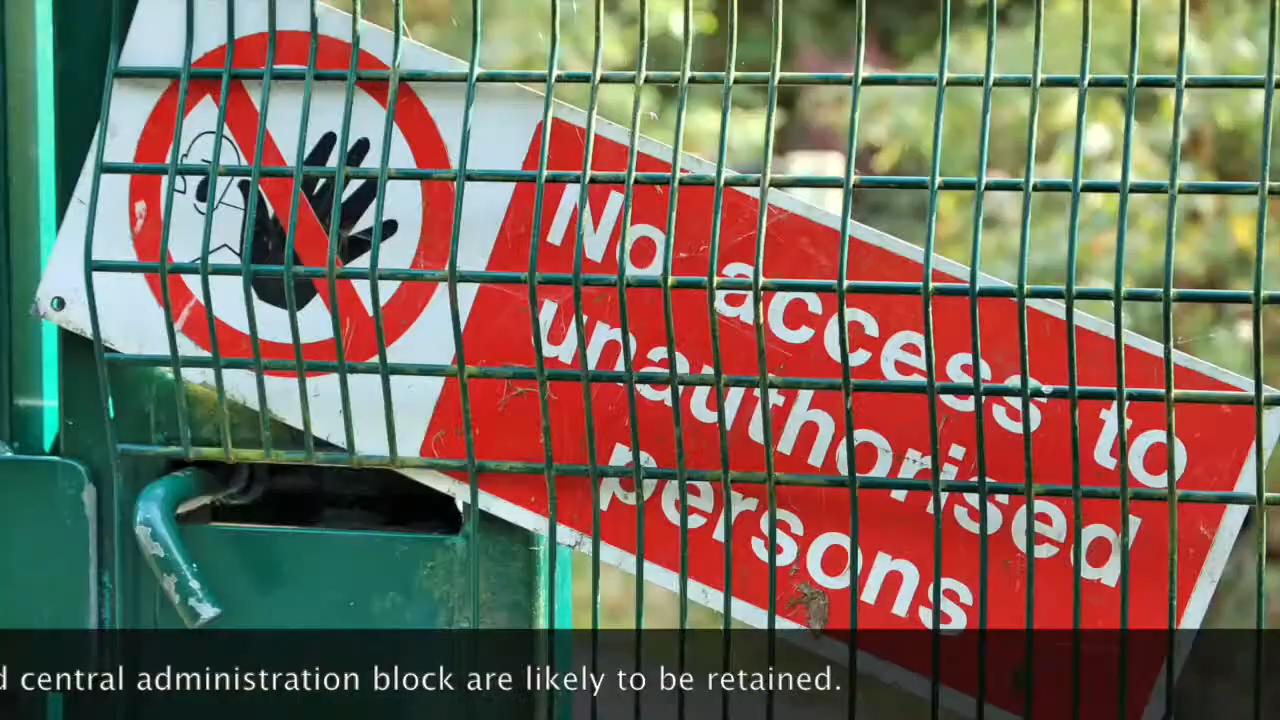 No access to
unauthorised
persons
d central administration block are likely to be retained.